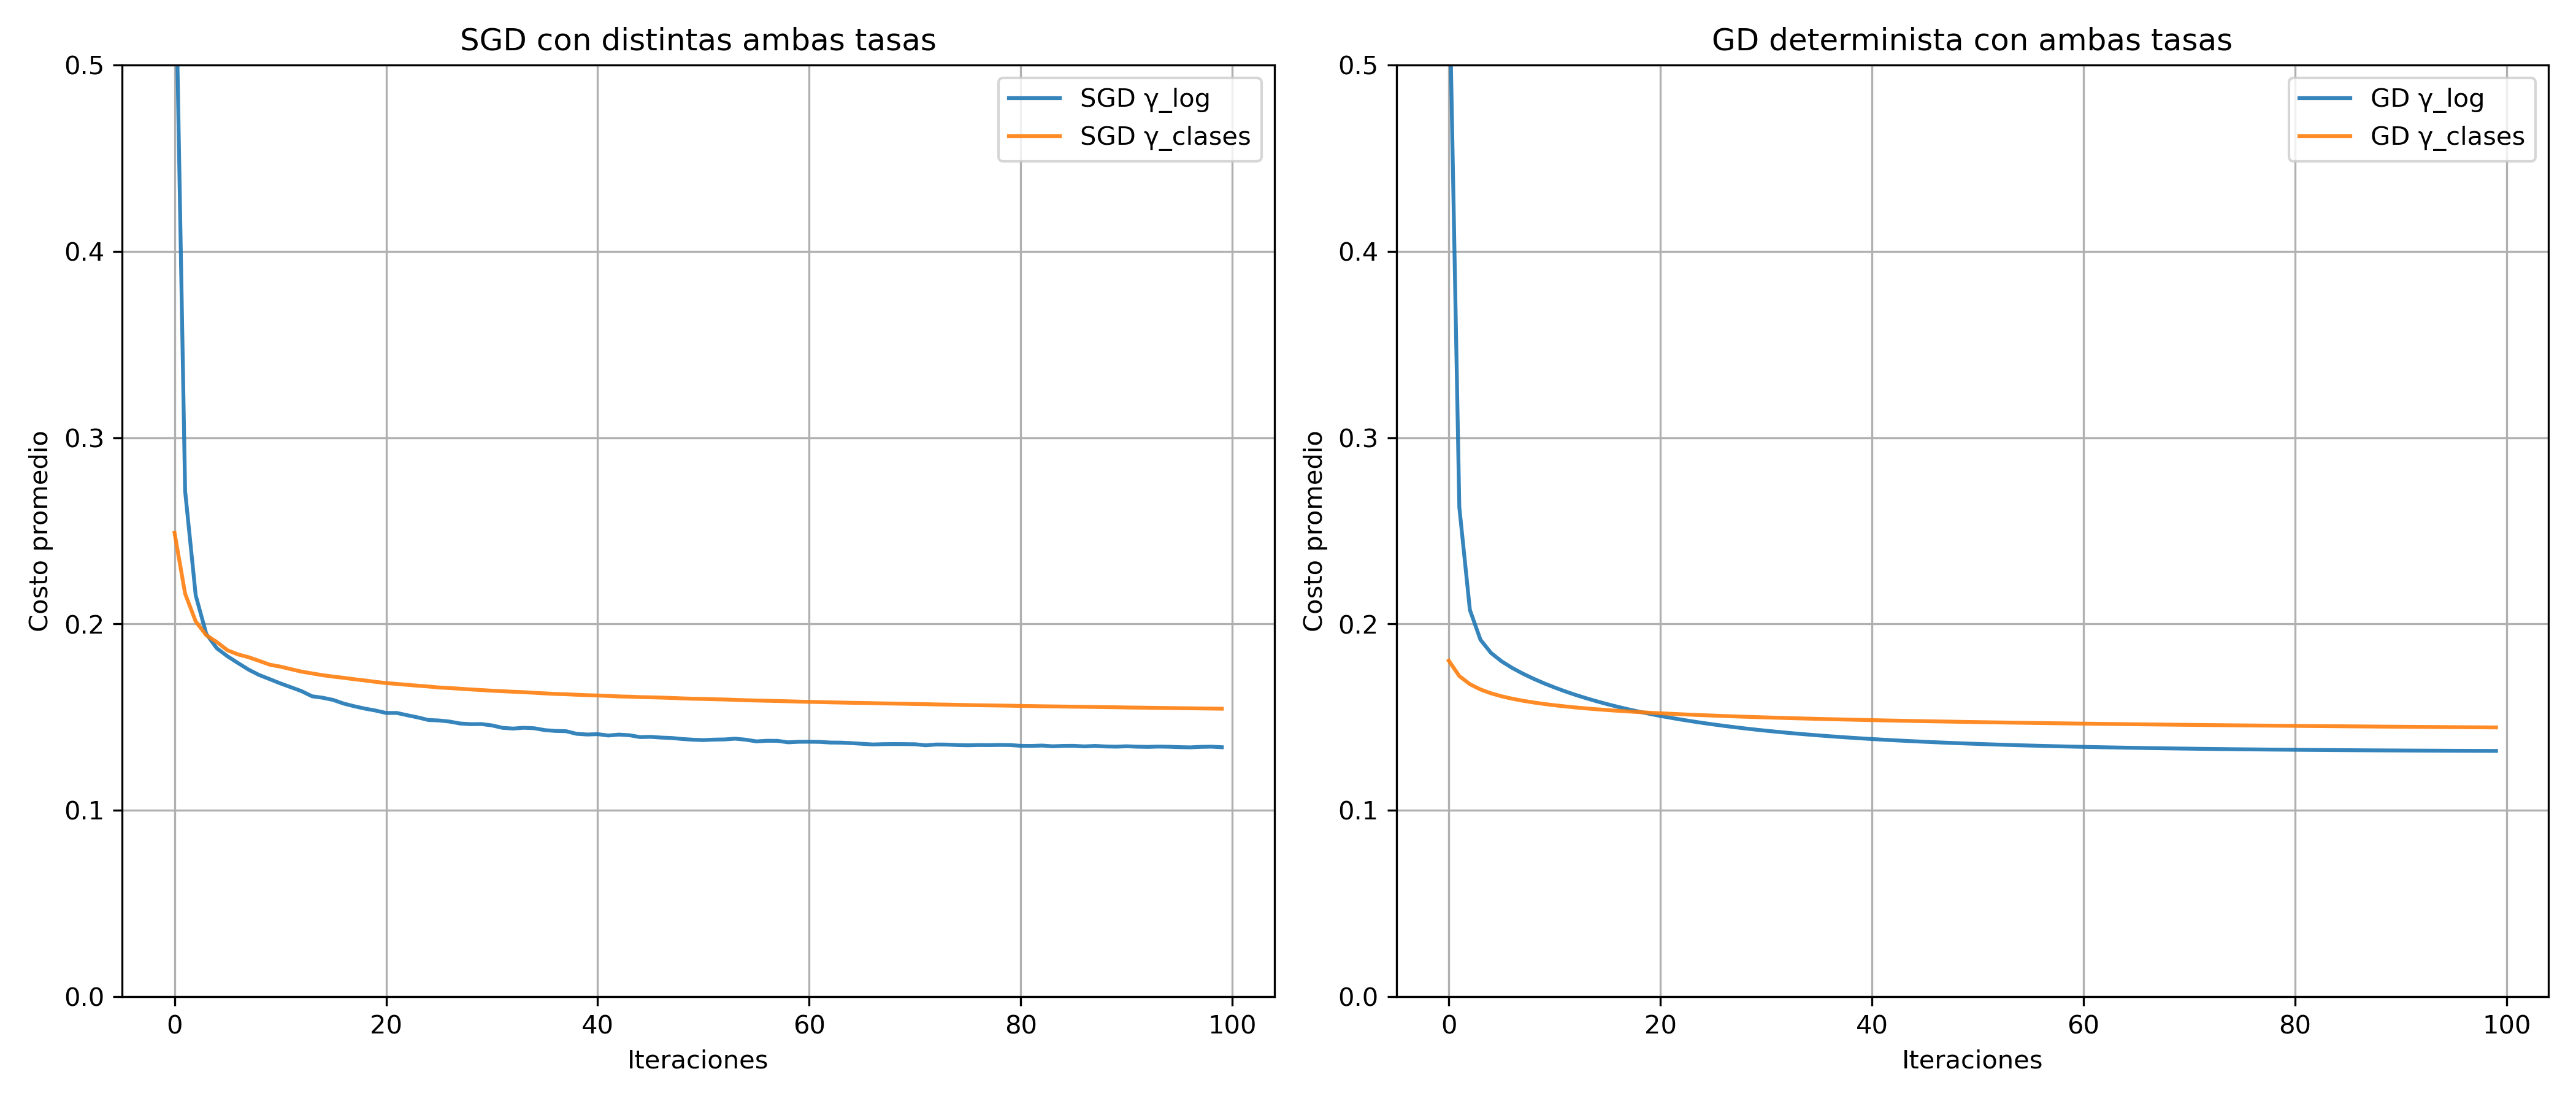 SGD con distintas ambas tasas
0.5
0.4
0.3
0.2
0.1
0.0
Costo promedio
0 20 40 60 80 100
Iteraciones
SGD γ_log
SGD γ_clases
GD determinista con ambas tasas
0.5
0.4
0.3
0.2
0.1
0.0
Costo promedio
0 20 40 60 80 100
Iteraciones
GD γ_log
GD γ_clases